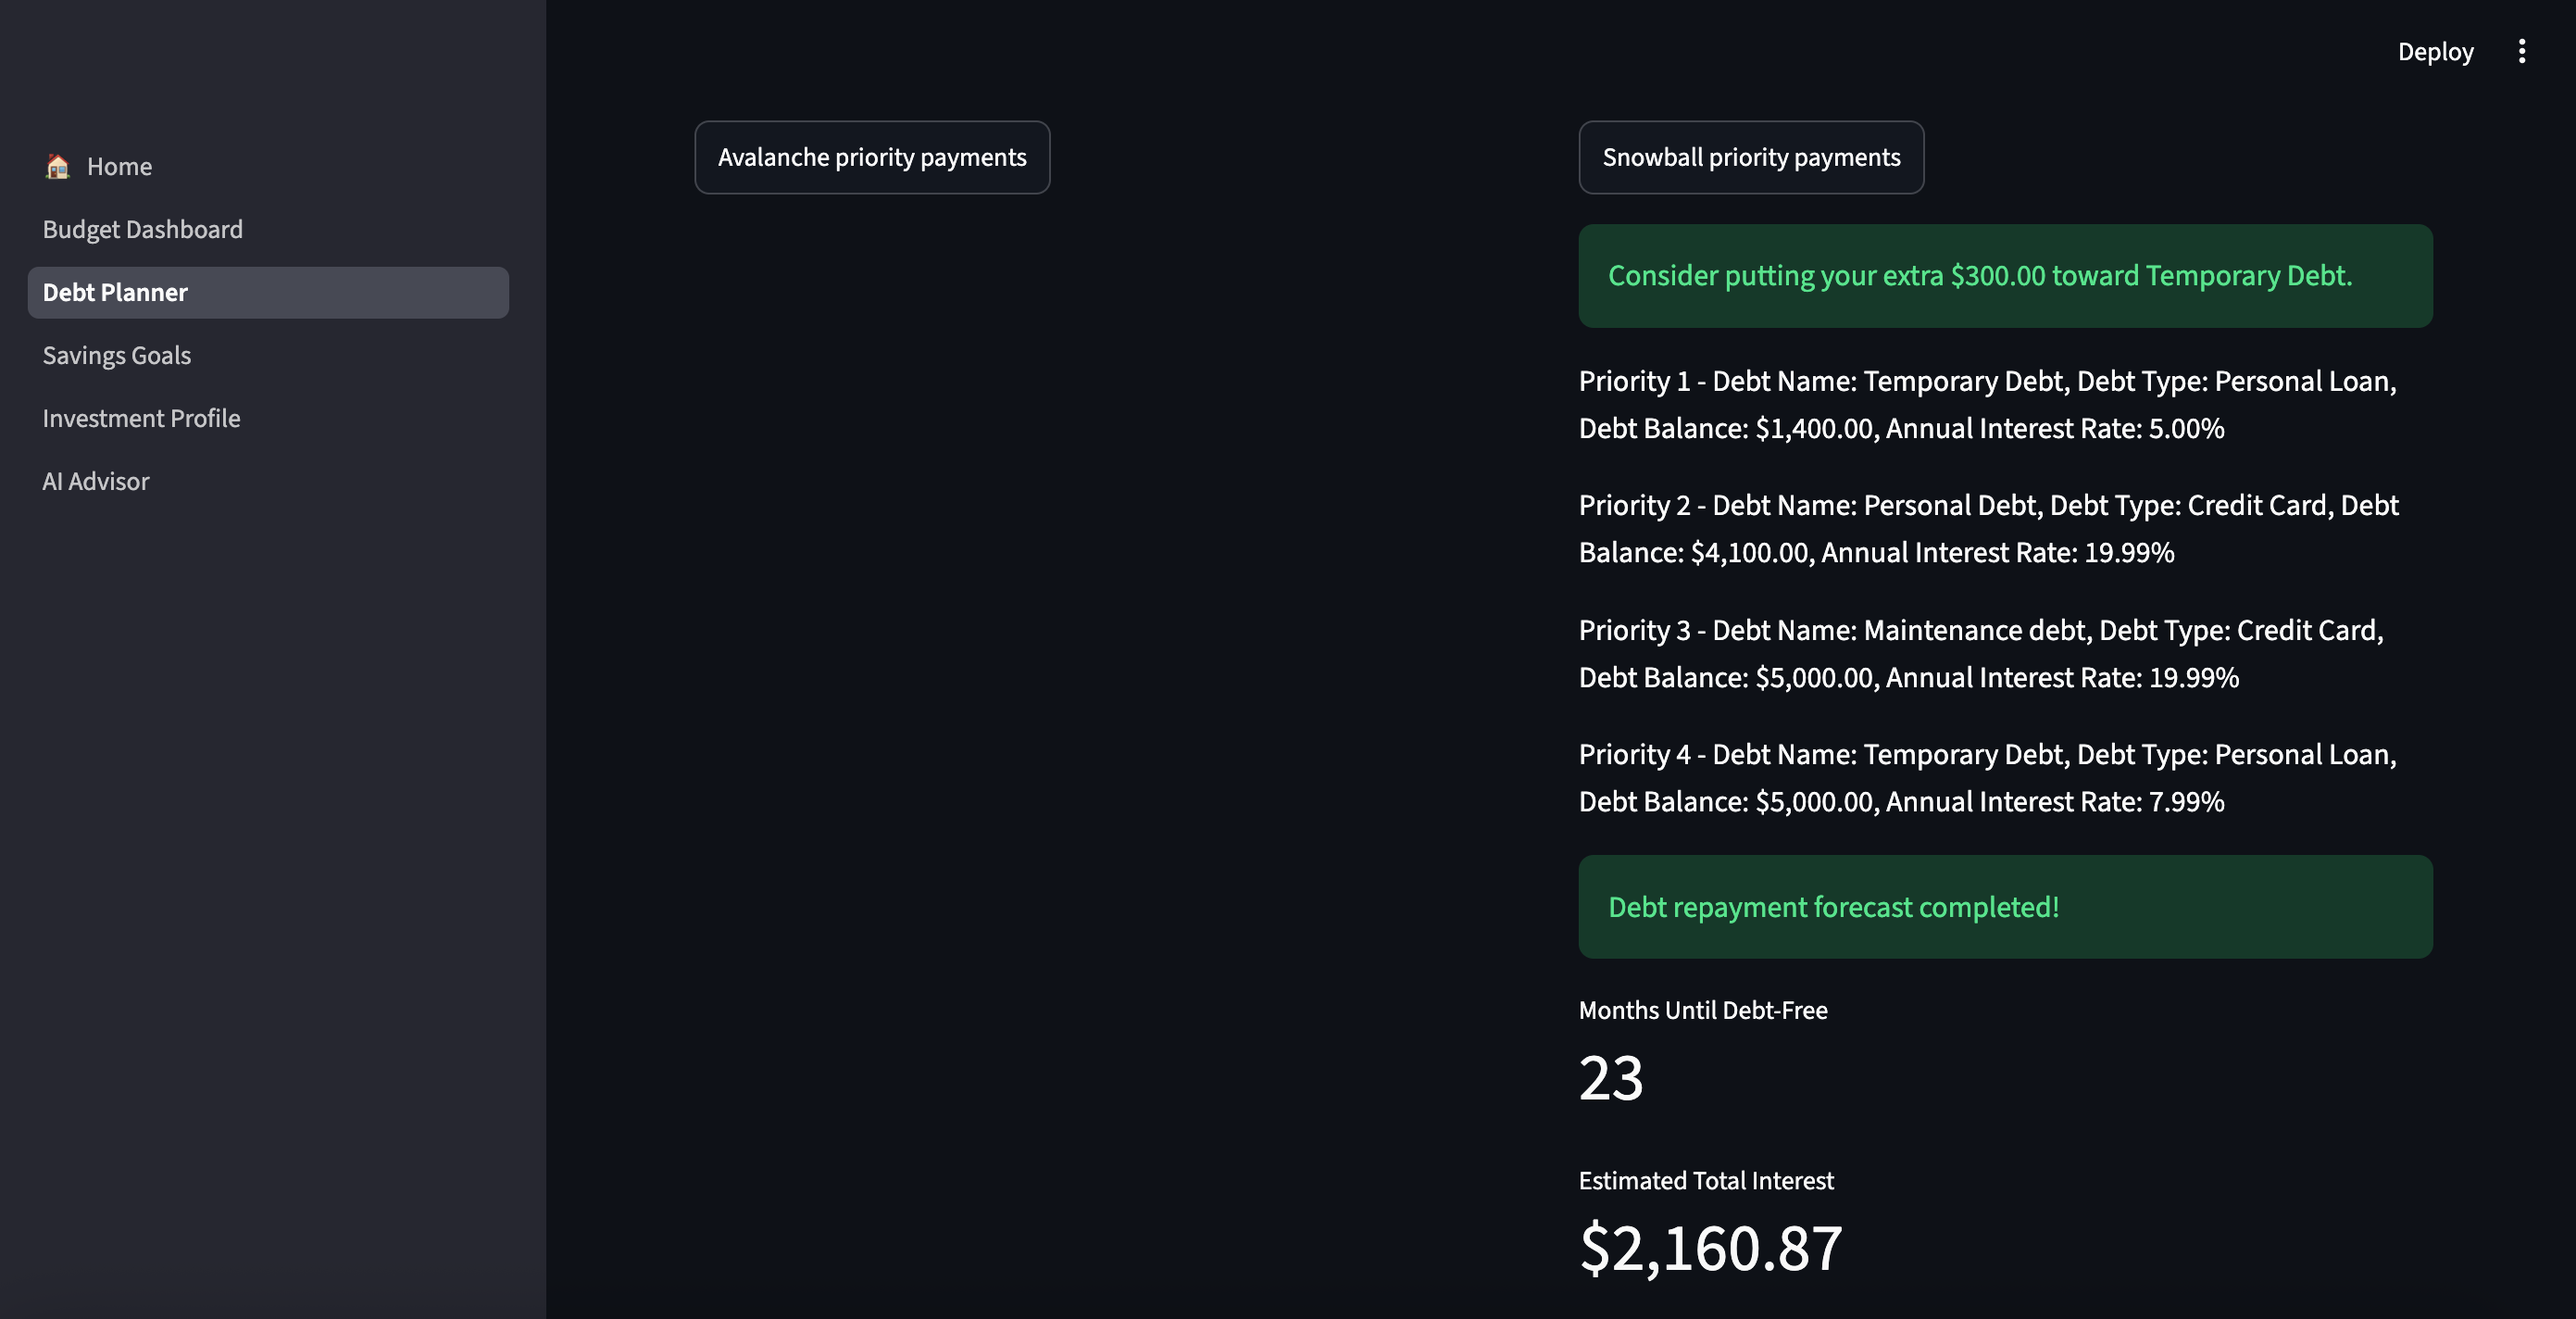 Deploy
🏠 Home
Budget Dashboard
Debt Planner
Savings Goals
Investment Profile
AI Advisor
Avalanche priority payments
Snowball priority payments
Consider putting your extra $300.00 toward Temporary Debt.
Priority 1 - Debt Name: Temporary Debt, Debt Type: Personal Loan,
Debt Balance: $1,400.00, Annual Interest Rate: 5.00%
Priority 2 - Debt Name: Personal Debt, Debt Type: Credit Card, Debt
Balance: $4,100.00, Annual Interest Rate: 19.99%
Priority 3 - Debt Name: Maintenance debt, Debt Type: Credit Card,
Debt Balance: $5,000.00, Annual Interest Rate: 19.99%
Priority 4 - Debt Name: Temporary Debt, Debt Type: Personal Loan,
Debt Balance: $5,000.00, Annual Interest Rate: 7.99%
Debt repayment forecast completed!
Months Until Debt-Free
23
Estimated Total Interest
$2,160.87